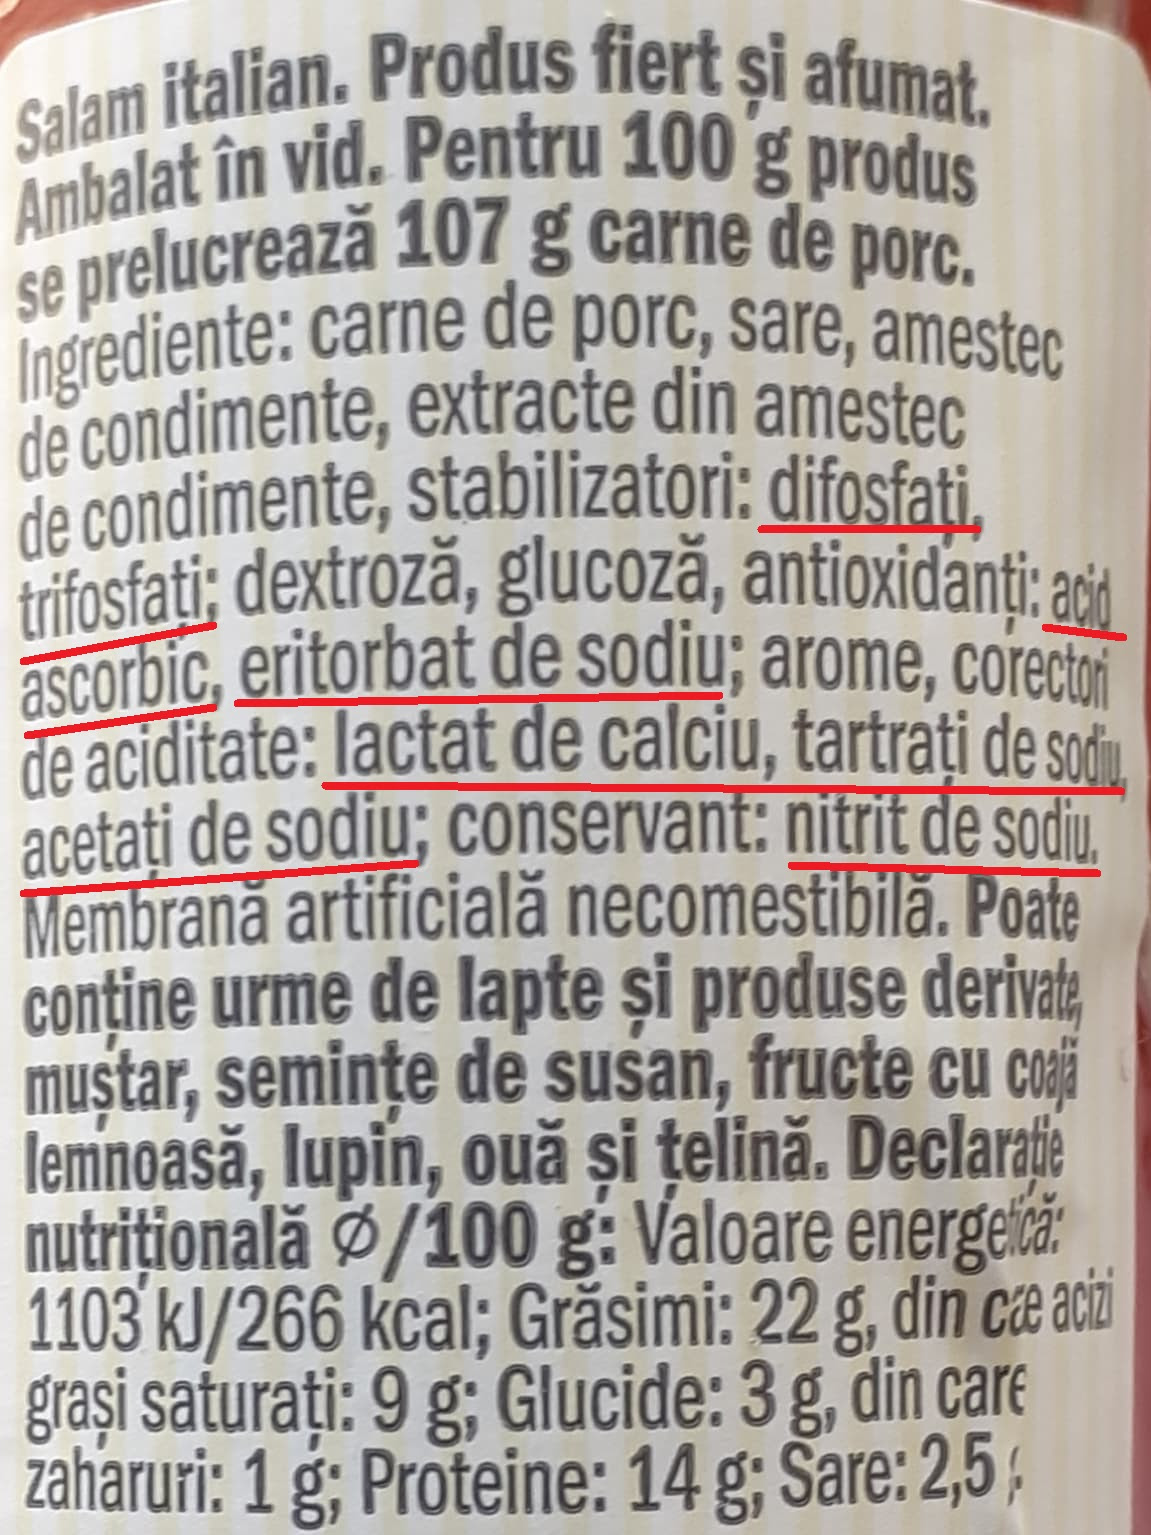 Salam italian. Produs fiert și afumat.
Ambalat în vid. Pentru 100 g produs
se prelucrează 107 g carne de porc.
Ingrediente: carne de porc, sare, amestec
de condimente, extracte din amestec
de condimente, stabilizatori: difosfați,
trifosfați; dextroză, glucoză, antioxidanți: acid
ascorbic, eritorbat de sodiu; arome, corectori
de aciditate: lactat de calciu, tartrați de sodiu,
acetați de sodiu; conservant: nitrit de sodiu.
Membrană artificială necomestibilă. Poate
conține urme de lapte și produse derivate,
muștar, semințe de susan, fructe cu coajă
lemnoasă, lupin, ouă și țelină. Declarație
nutrițională Ø/100 g: Valoare energetică:
1103 kJ/266 kcal; Grăsimi: 22 g, din care acizi
grași saturați: 9 g; Glucide: 3 g, din care
zaharuri: 1 g; Proteine: 14 g; Sare: 2,5